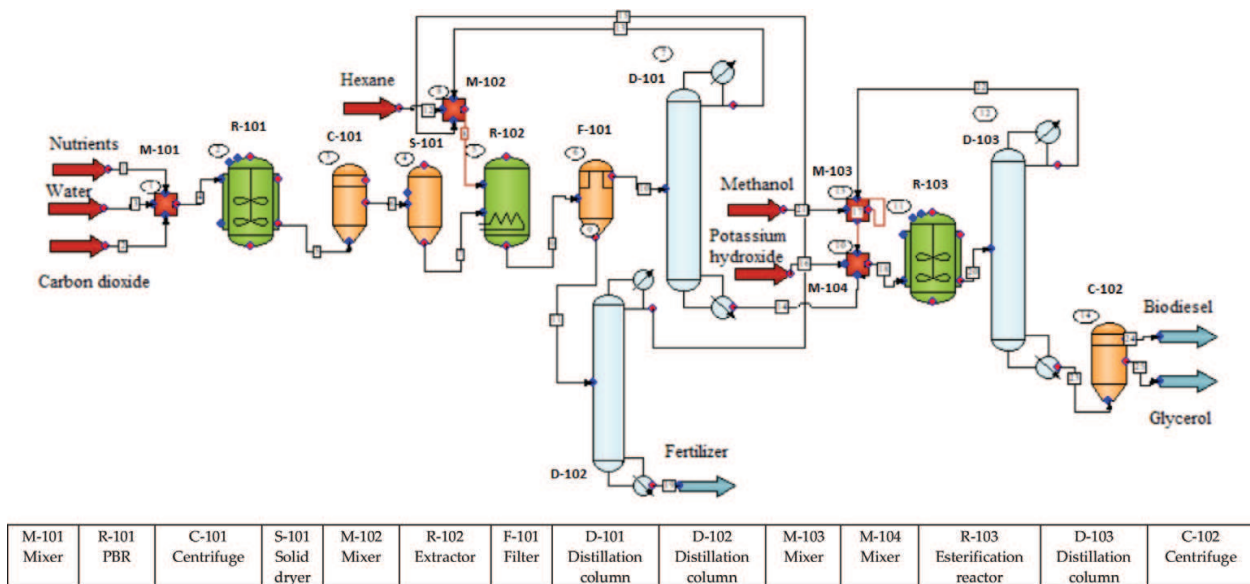 D-101
Hexane
M-102
C-101
S-101
R-102
F-101
R-101
Nutrients
M-101
Water
Carbon dioxide
D-103
M-103
R-103
Methanol
Potassium
hydroxide
M-104
C-102
Biodiesel
Glycerol
Fertilizer
D-102
M-101 Mixer
R-101 PBR
C-101 Centrifuge
S-101 Solid dryer
M-102 Mixer
R-102 Extractor
F-101 Filter
D-101 Distillation column
D-102 Distillation column
M-103 Mixer
M-104 Mixer
R-103 Esterification reactor
D-103 Distillation column
C-102 Centrifuge